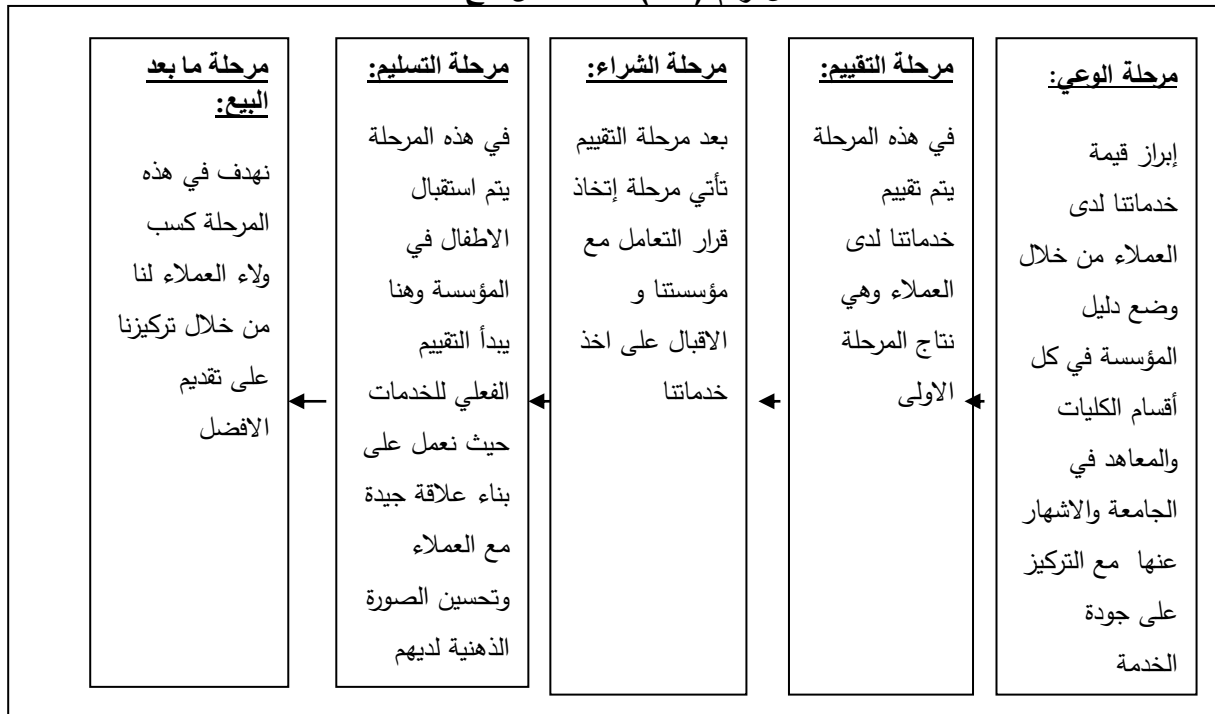 مرحلة الوعي:
إبراز قيمة
خدماتنا لدى
العملاء من خلال
وضع دليل
المؤسسة في كل
أقسام الكليات
والمعاهد في
الجامعة والاشهار
عنها مع التركيز
على جودة
الخدمة
مرحلة التقييم:
في هذه المرحلة
يتم تقييم
خدماتنا لدى
العملاء وهي
نتاج المرحلة
الاولى
مرحلة الشراء:
بعد مرحلة التقييم
تأتي مرحلة إتخاذ
قرار التعامل مع
مؤسستنا و
الاقبال على اخذ
خدماتنا
مرحلة التسليم:
في هذه المرحلة
يتم استقبال
الاطفال في
المؤسسة وهنا
يبدأ التقييم
الفعلي للخدمات
حيث نعمل على
بناء علاقة جيدة
مع العملاء
وتحسين الصورة
الذهنية لديهم
مرحلة ما بعد
البيع:
نهدف في هذه
المرحلة كسب
ولاء العملاء لنا
من خلال تركيزنا
على تقديم
الافضل